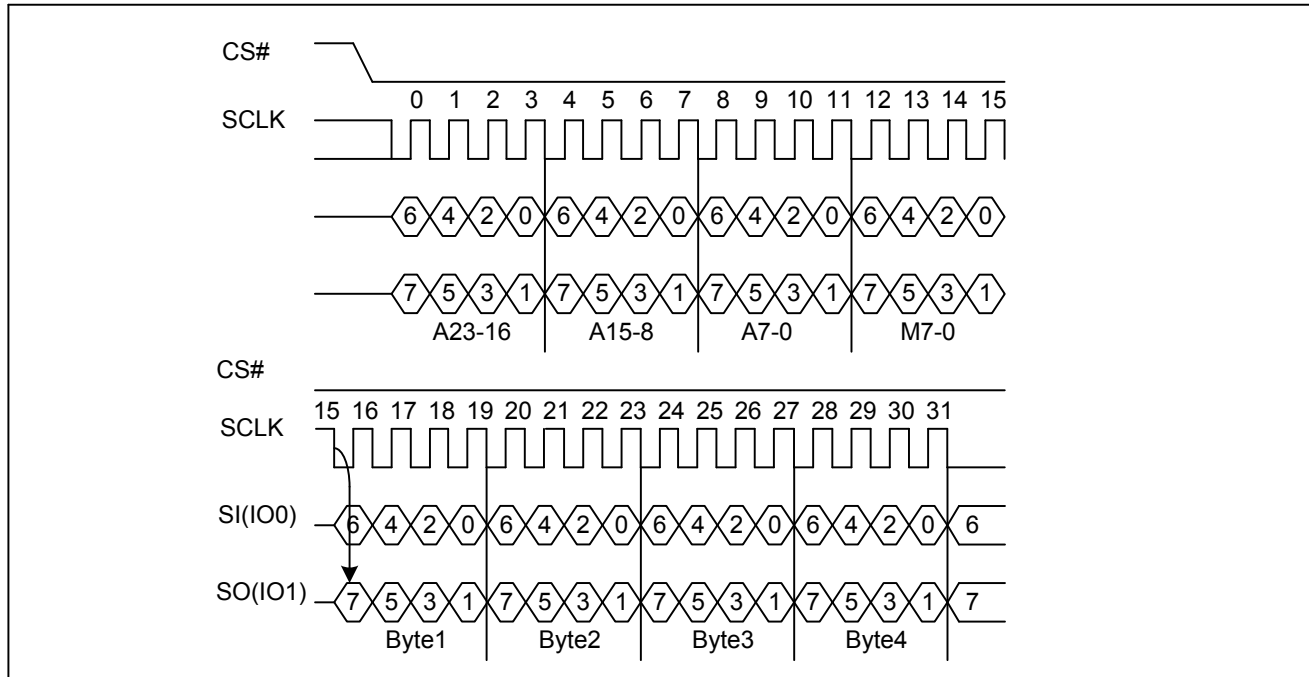 CS#
0 1 2 3 4 5 6 7 8 9 10 11 12 13 14 15
SCLK
6 4 2 0 6 4 2 0 6 4 2 0 6 4 2 0
7 5 3 1 7 5 3 1 7 5 3 1 7 5 3 1
A23-16 A15-8 A7-0 M7-0
CS#
15 16 17 18 19 20 21 22 23 24 25 26 27 28 29 30 31
SCLK
SI(IO0) 6 4 2 0 6 4 2 0 6 4 2 0 6 4 2 0 6
SO(IO1) 7 5 3 1 7 5 3 1 7 5 3 1 7 5 3 1 7
Byte1 Byte2 Byte3 Byte4